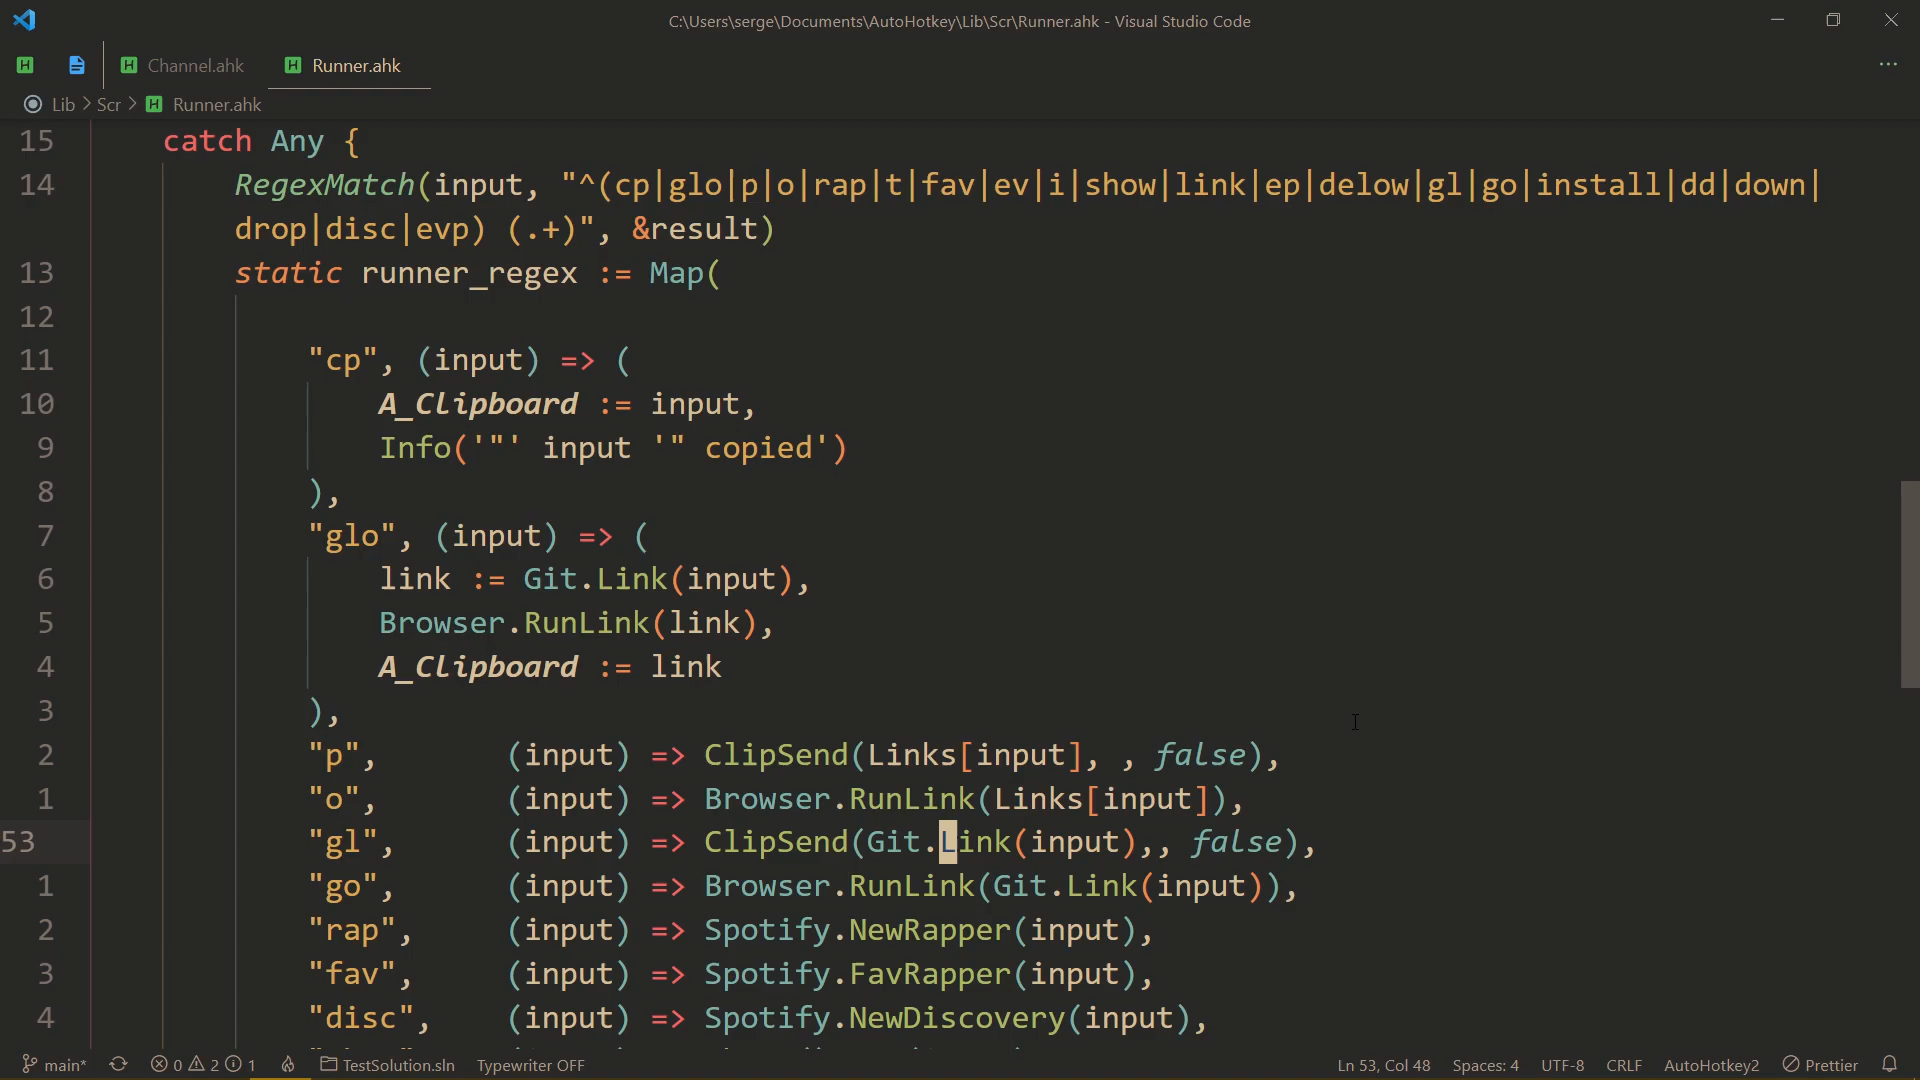 C:\Users\serge\Documents\AutoHotkey\Lib\Scr\Runner.ahk - Visual Studio Code
Channel.ahk Runner.ahk ···
Lib > Scr > Runner.ahk
15 catch Any {
14 RegexMatch(input, "^(cp|glo|p|o|rap|t|fav|ev|i|show|link|ep|delow|gl|go|install|dd|down|
drop|disc|evp) (.+)", &result)
13 static runner_regex := Map(
12
11 "cp", (input) => (
10 A_Clipboard := input,
9 Info('"' input '" copied')
8 ),
7 "glo", (input) => (
6 link := Git.Link(input),
5 Browser.RunLink(link),
4 A_Clipboard := link
3 ),
2 "p", (input) => ClipSend(Links[input], , false),
1 "o", (input) => Browser.RunLink(Links[input]),
53 "gl", (input) => ClipSend(Git.Link(input),, false),
1 "go", (input) => Browser.RunLink(Git.Link(input)),
2 "rap", (input) => Spotify.NewRapper(input),
3 "fav", (input) => Spotify.FavRapper(input),
4 "disc", (input) => Spotify.NewDiscovery(input),
main* 0 2 1 TestSolution.sln Typewriter OFF Ln 53, Col 48 Spaces: 4 UTF-8 CRLF AutoHotkey2 Prettier